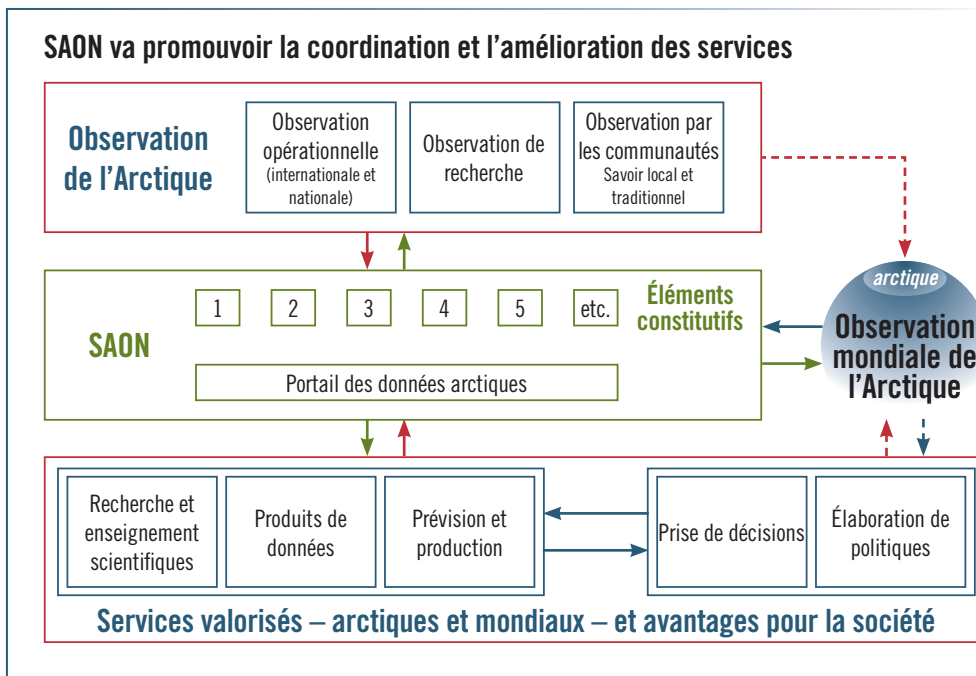 SAON va promouvoir la coordination et l'amélioration des services
Observation
de l'Arctique
Observation
opérationnelle
(internationale et
nationale)
Observation de
recherche
Observation par
les communautés
Savoir local et
traditionnel
SAON
1
2
3
4
5
etc.
Éléments
constitutifs
Portail des données arctiques
arctique
Observation
mondiale de
l'Arctique
Recherche et
enseignement
scientifiques
Produits de
données
Prévision et
production
Prise de décisions
Élaboration de
politiques
Services valorisés – arctiques et mondiaux – et avantages pour la société